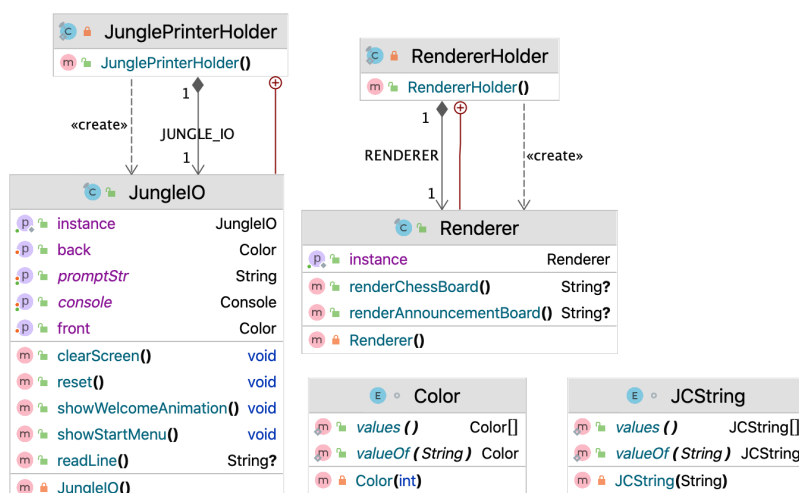 JunglePrinterHolder
JunglePrinterHolder()
1
«create»
JUNGLE_IO
1
JungleIO
instance JungleIO
back Color
promptStr String
console Console
front Color
clearScreen() void
reset() void
showWelcomeAnimation() void
showStartMenu() void
readLine() String?
JungleIO()
RendererHolder
RendererHolder()
1
RENDERER
«create»
1
Renderer
instance Renderer
renderChessBoard() String?
renderAnnouncementBoard() String?
Renderer()
Color
values () Color[]
valueOf (String) Color
Color(int)
JCString
values () JCString[]
valueOf (String) JCString
JCString(String)